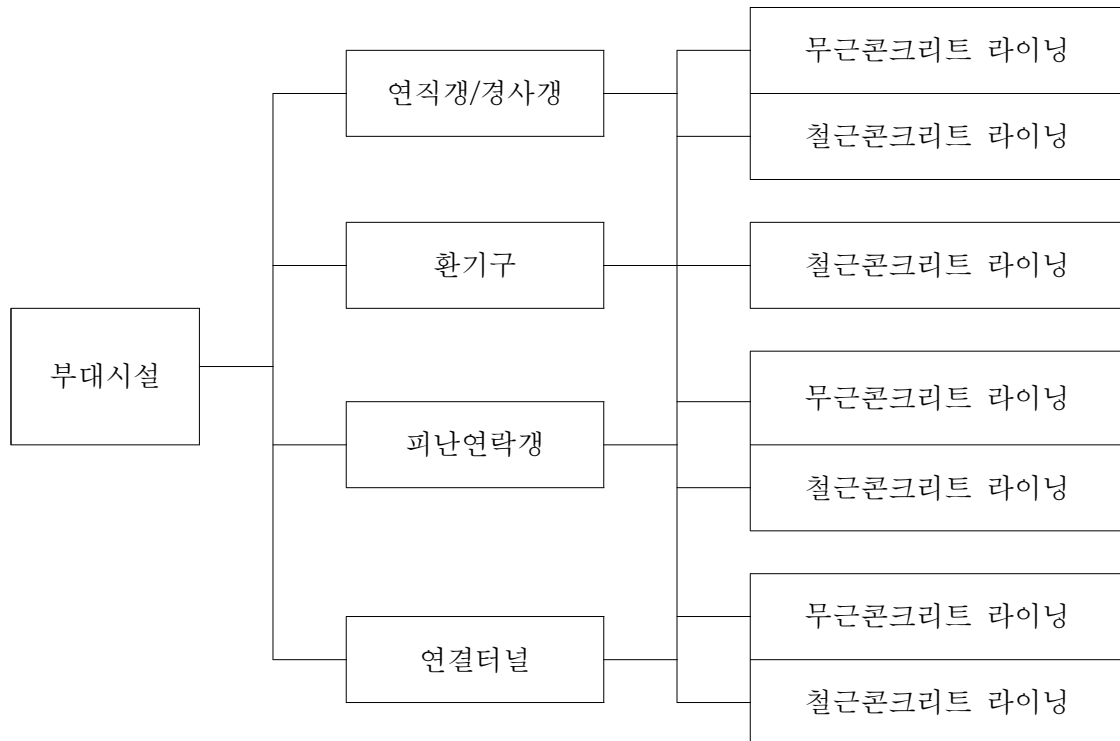 부대시설
연직갱/경사갱
무근콘크리트 라이닝
철근콘크리트 라이닝
환기구
철근콘크리트 라이닝
피난연락갱
무근콘크리트 라이닝
철근콘크리트 라이닝
연결터널
무근콘크리트 라이닝
철근콘크리트 라이닝